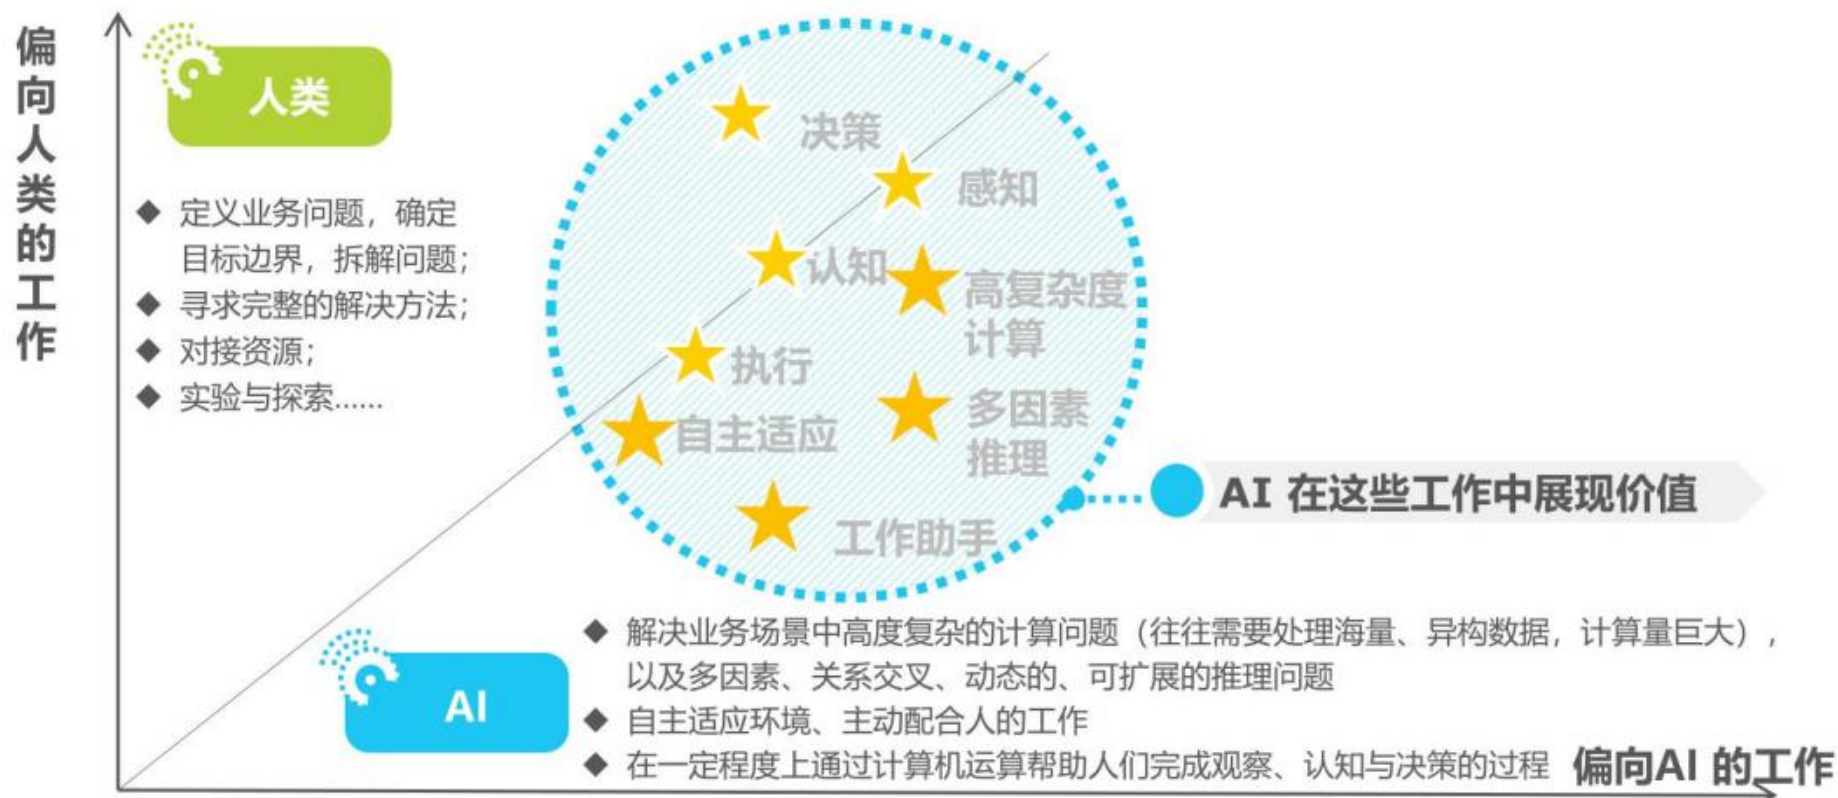 偏向人类的工作
人类
定义业务问题，确定
目标边界，拆解问题；
寻求完整的解决方法；
对接资源；
实验与探索……
决策
感知
认知
高复杂度
计算
执行
多因素
推理
自主适应
工作助手
AI 在这些工作中展现价值
AI
解决业务场景中高度复杂的计算问题（往往需要处理海量、异构数据，计算量巨大），
以及多因素、关系交叉、动态的、可扩展的推理问题
自主适应环境、主动配合人的工作
在一定程度上通过计算机运算帮助人们完成观察、认知与决策的过程
偏向AI 的工作